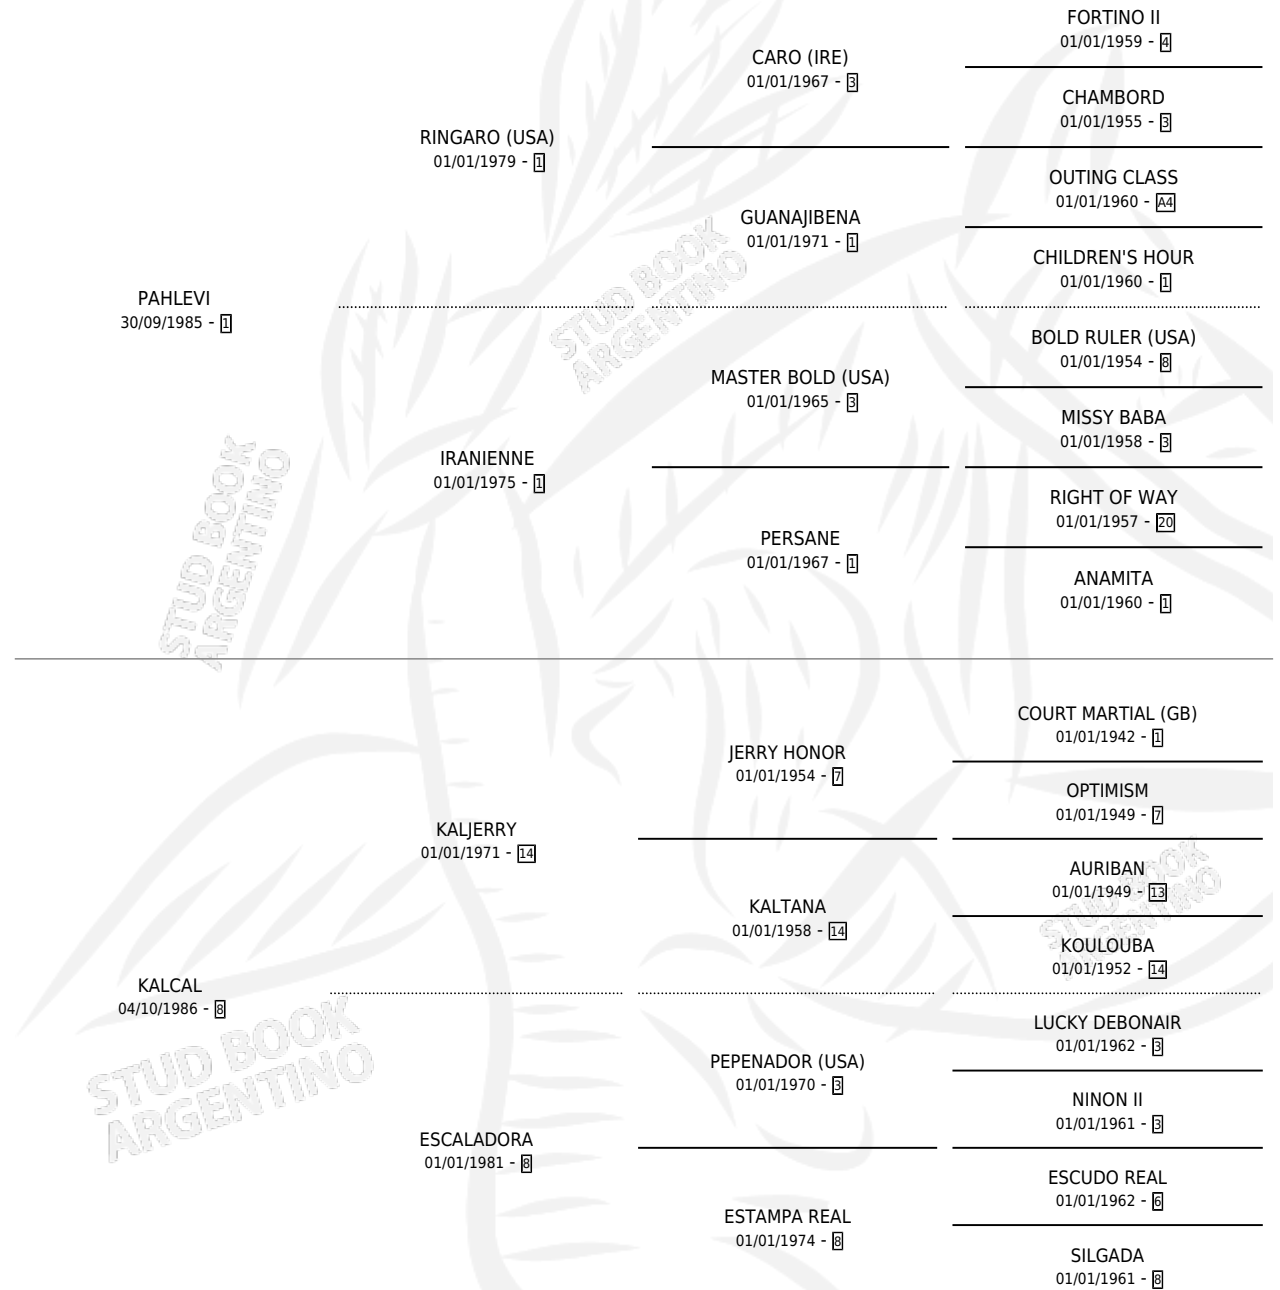 FORTINO II
01/01/1959 - 4
CARO (IRE)
01/01/1967 - 3
CHAMBORD
01/01/1955 - 3
RINGARO (USA)
01/01/1979 - 1
OUTING CLASS
01/01/1960 - A4
GUANAJIBENA
01/01/1971 - 1
CHILDREN'S HOUR
01/01/1960 - 1
PAHLEVI
30/09/1985 - 1
BOLD RULER (USA)
01/01/1954 - 8
MASTER BOLD (USA)
01/01/1965 - 3
MISSY BABA
01/01/1958 - 3
IRANIENNE
01/01/1975 - 1
RIGHT OF WAY
01/01/1957 - 20
PERSANE
01/01/1967 - 1
ANAMITA
01/01/1960 - 1
STUD BOOK
ARGENTINO
STUD BOOK
ARGENTINO
COURT MARTIAL (GB)
01/01/1942 - 1
JERRY HONOR
01/01/1954 - 7
OPTIMISM
01/01/1949 - 7
KALJERRY
01/01/1971 - 14
AURIBAN
01/01/1949 - 13
KALTANA
01/01/1958 - 14
KOULOUBA
01/01/1952 - 14
KALCAL
04/10/1986 - 8
LUCKY DEBONAIR
01/01/1962 - 3
PEPENADOR (USA)
01/01/1970 - 3
NINON II
01/01/1961 - 3
ESCALADORA
01/01/1981 - 8
ESCUDO REAL
01/01/1962 - 6
ESTAMPA REAL
01/01/1974 - 8
SILGADA
01/01/1961 - 8
STUD BOOK
ARGENTINO
STUD BOOK
ARGENTINO